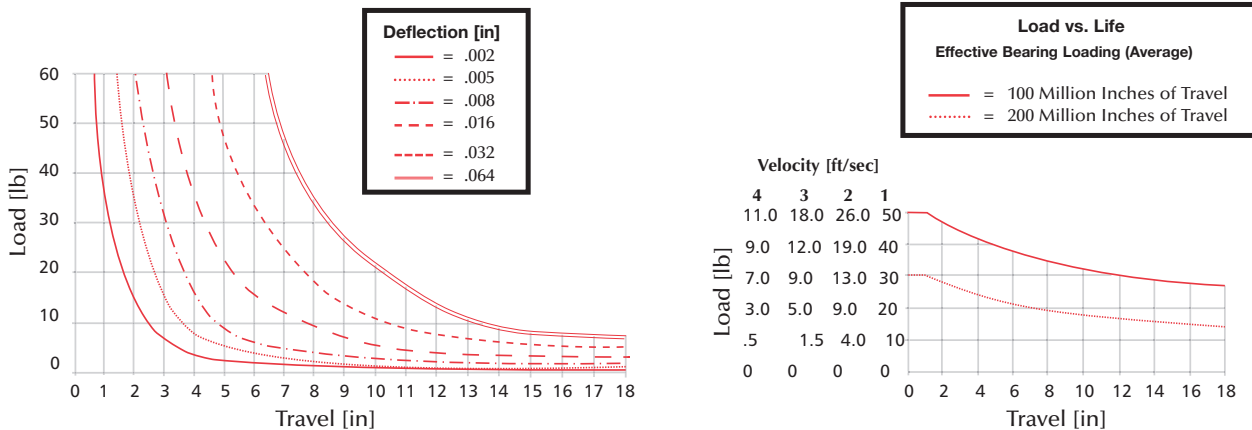 Deflection [in]
= .002
= .005
= .008
= .016
= .032
= .064
60
50
40
30
20
10
0
Load [lb]
0 1 2 3 4 5 6 7 8 9 10 11 12 13 14 15 16 17 18
Travel [in]
Load vs. Life
Effective Bearing Loading (Average)
= 100 Million Inches of Travel
= 200 Million Inches of Travel
Velocity [ft/sec]
4 3 2 1
11.0 18.0 26.0 50
9.0 12.0 19.0 40
7.0 9.0 13.0 30
3.0 5.0 9.0 20
.5 1.5 4.0 10
0 0 0 0
Load [lb]
0 2 4 6 8 10 12 14 16 18
Travel [in]